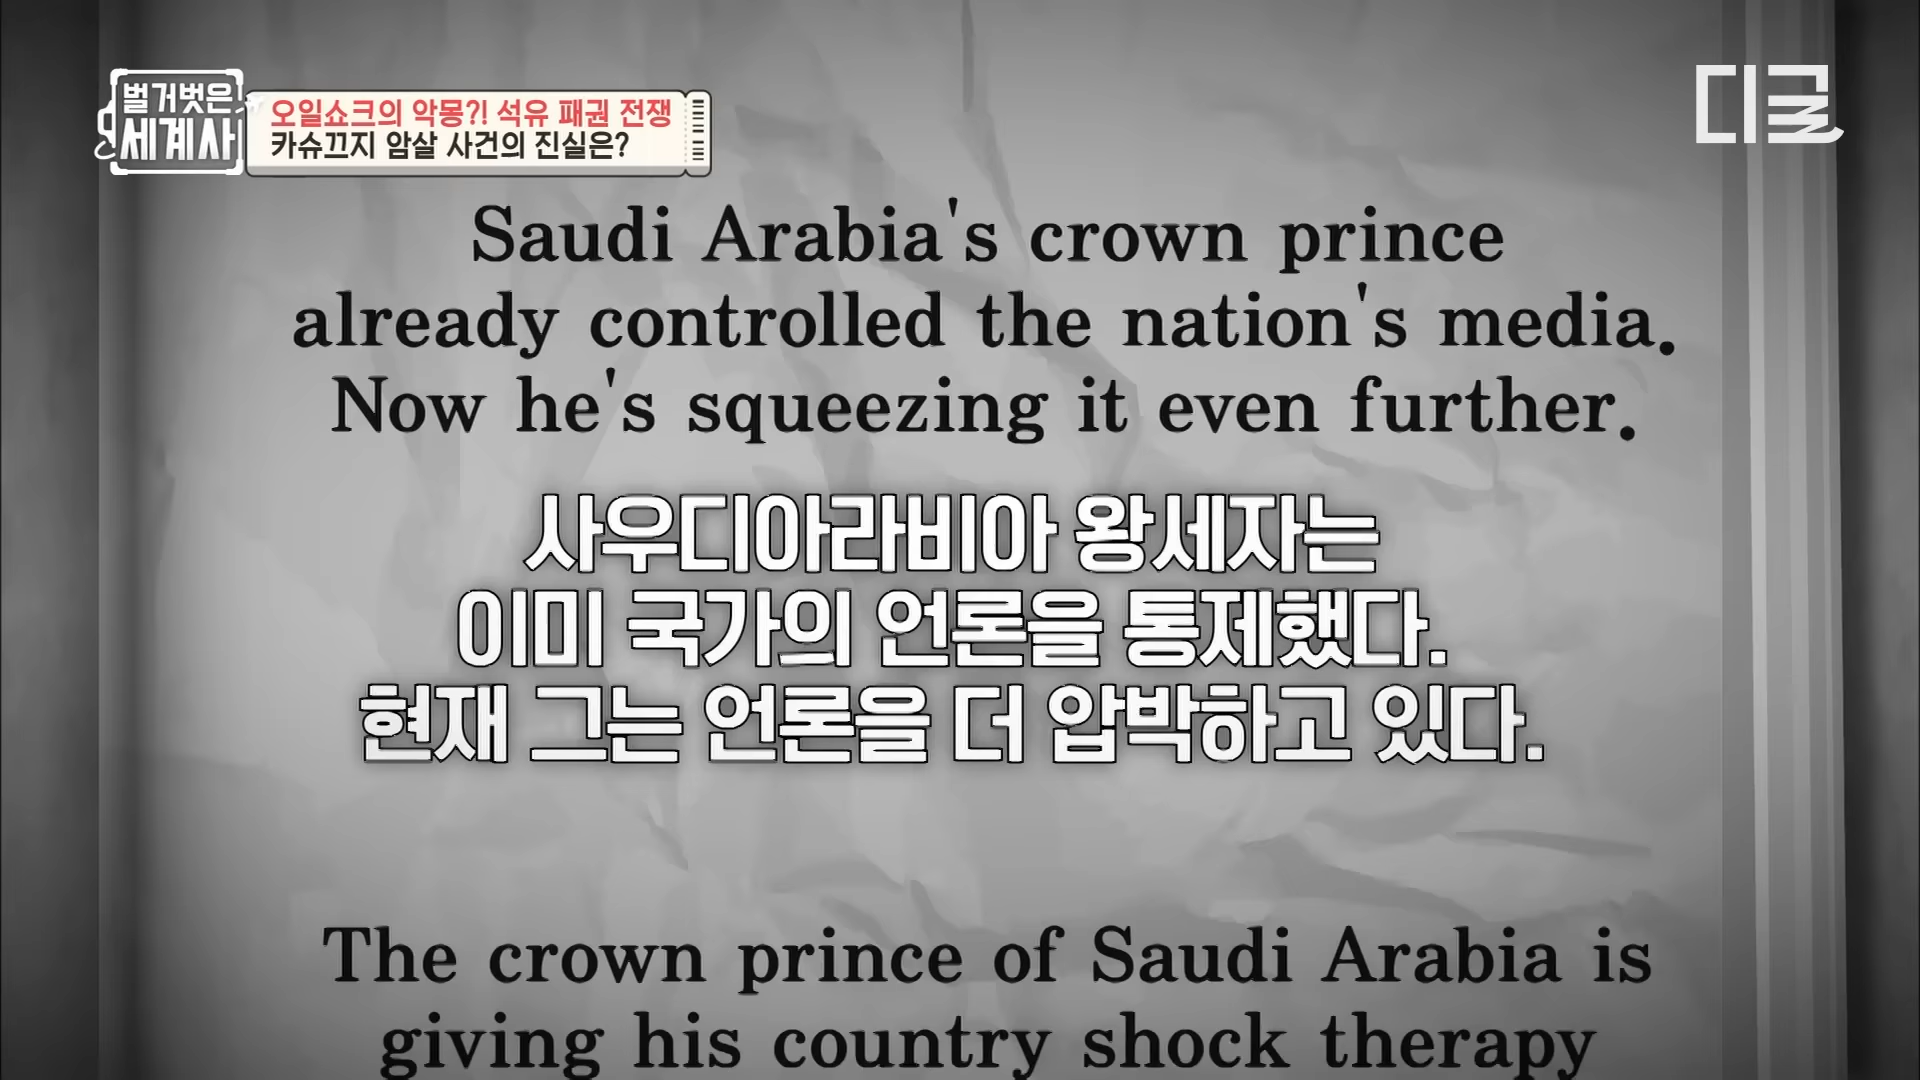 벌거벗은
세계사
오일쇼크의 악몽?! 석유 패권 전쟁
카슈끄지 암살 사건의 진실은?
디글
Saudi Arabia's crown prince
already controlled the nation's media.
Now he's squeezing it even further.
사우디아라비아 왕세자는
이미 국가의 언론을 통제했다.
현재 그는 언론을 더 압박하고 있다.
The crown prince of Saudi Arabia is
giving his country shock therapy